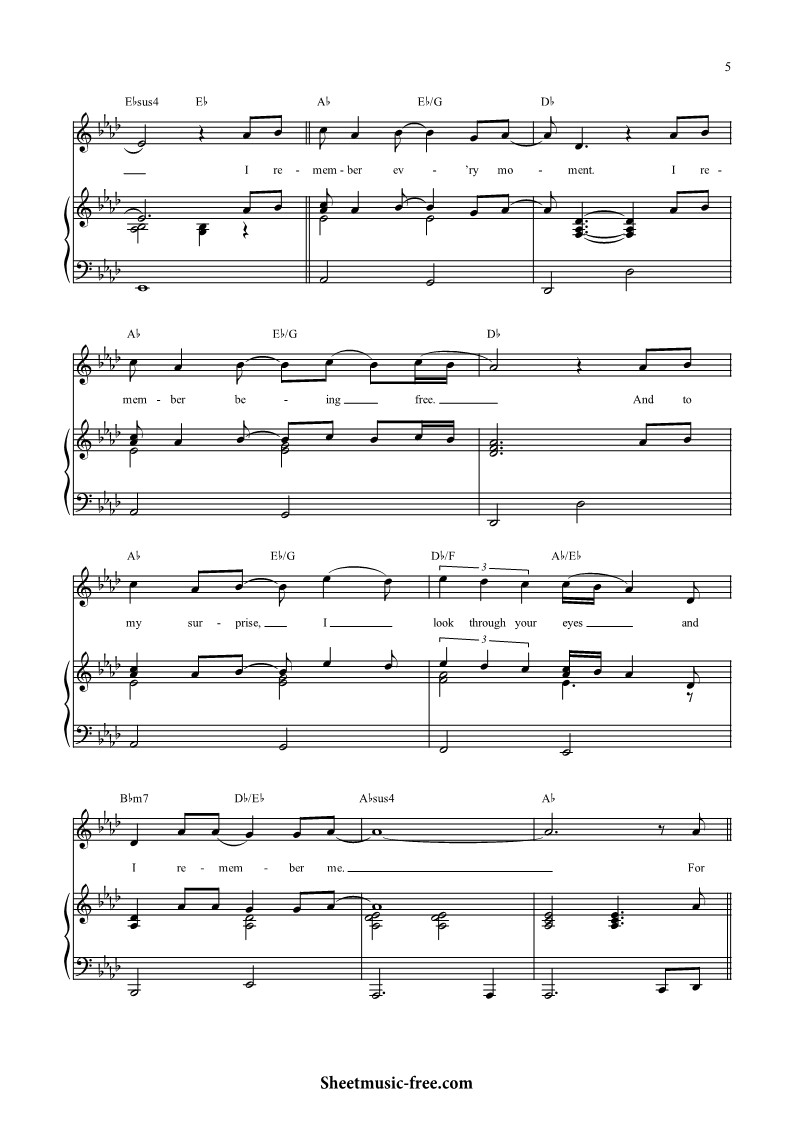 5
E♭sus4 E♭ A♭ E♭/G D♭
I re - mem - ber ev - 'ry mo - ment. I re-
A♭ E♭/G D♭
mem - ber be - ing free. And to
A♭ E♭/G D♭/F A♭/E♭
3
my sur - prise, I look through your eyes and
3
B♭m7 D♭/E♭ A♭sus4 A♭
I re - mem - ber me. For
Sheetmusic-free.com